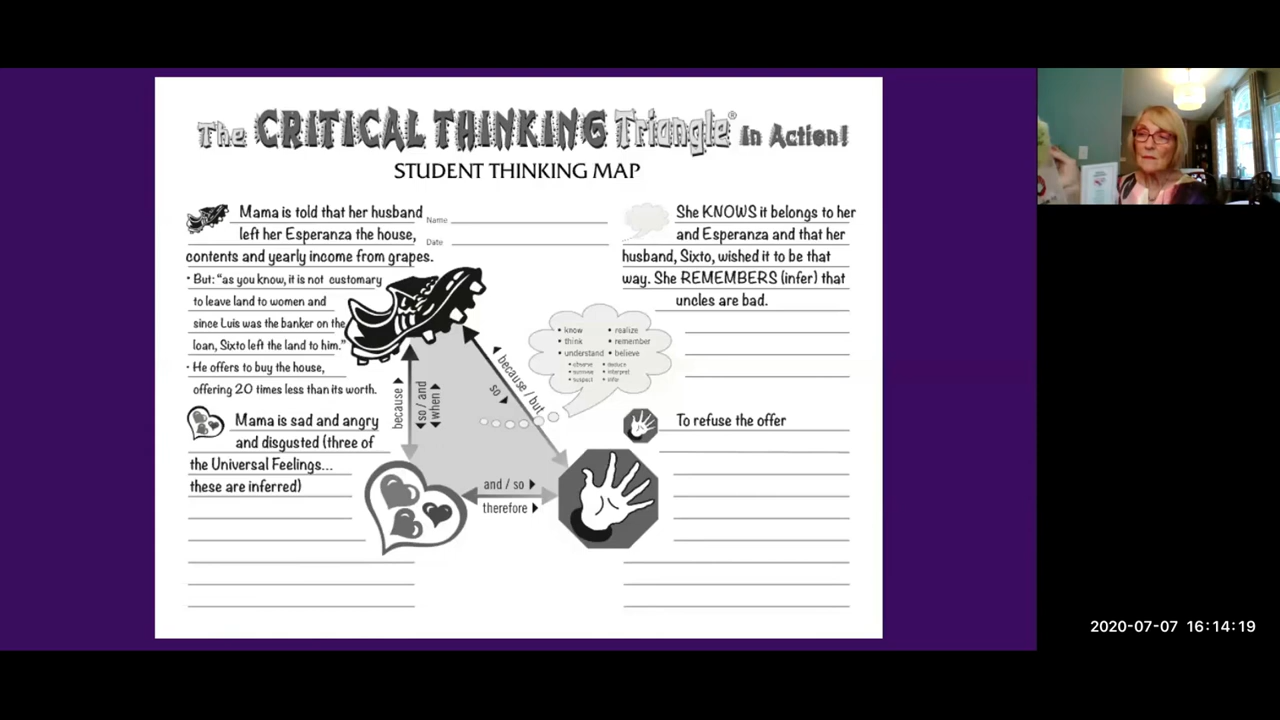 The CRITICAL THINKING Triangle® In Action!
STUDENT THINKING MAP
Mama is told that her husband
left her Esperanza the house,
contents and yearly income from grapes.
• But: “as you know, it is not customary
to leave land to women and
since Luis was the banker on the
loan, Sixto left the land to him.”
• He offers to buy the house,
offering 20 times less than its worth.
Name
Date
She KNOWS it belongs to her
and Esperanza and that her
husband, Sixto, wished it to be that
way. She REMEMBERS (infer) that
uncles are bad.
• know
• think
• understand
• realize
• remember
• believe
• observe
• surmise
• suspect
• deduce
• interpret
• infer
because
so / and
when
because / but
so
and / so
therefore
Mama is sad and angry
and disgusted (three of
the Universal Feelings...
these are inferred)
To refuse the offer
2020-07-07 16:14:19